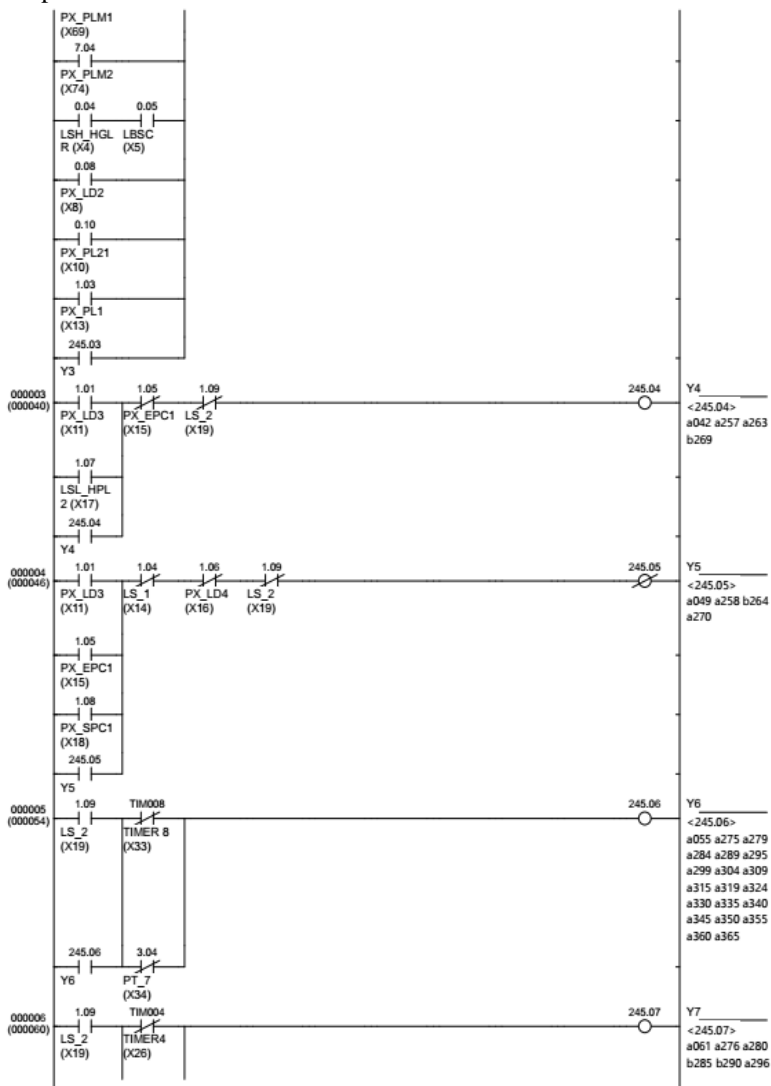 PX_PLM1
(X69)
7.04
PX_PLM2
(X74)
0.04 0.05
LSH_HGL LBSC
R (X4) (X5)
0.08
PX_LD2
(X8)
0.10
PX_PL21
(X10)
1.03
PX_PL1
(X13)
245.03
Y3
000003 1.01 1.05 1.09 245.04 Y4
(000040) PX_LD3 PX_EPC1 LS_2 <245.04>
(X11) (X15) (X19) a042 a257 a263
b269
1.07
LSL_HPL
2 (X17)
245.04
Y4
000004 1.01 1.04 1.06 1.09 245.05 Y5
(000046) PX_LD3 LS_1 PX_LD4 LS_2 <245.05>
(X11) (X14) (X16) (X19) a049 a258 b264
a270
1.05
PX_EPC1
(X15)
1.08
PX_SPC1
(X18)
245.05
Y5
000005 1.09 TIM008 245.06 Y6
(000054) LS_2 TIMER 8 <245.06>
(X19) (X33) a055 a275 a279
a284 a289 a295
a299 a304 a309
a315 a319 a324
a330 a335 a340
a345 a350 a355
a360 a365
245.06 3.04
Y6 PT_7
(X34)
000006 1.09 TIM004 245.07 Y7
(000060) LS_2 TIMER4 <245.07>
(X19) (X26) a061 a276 a280
b285 b290 a296